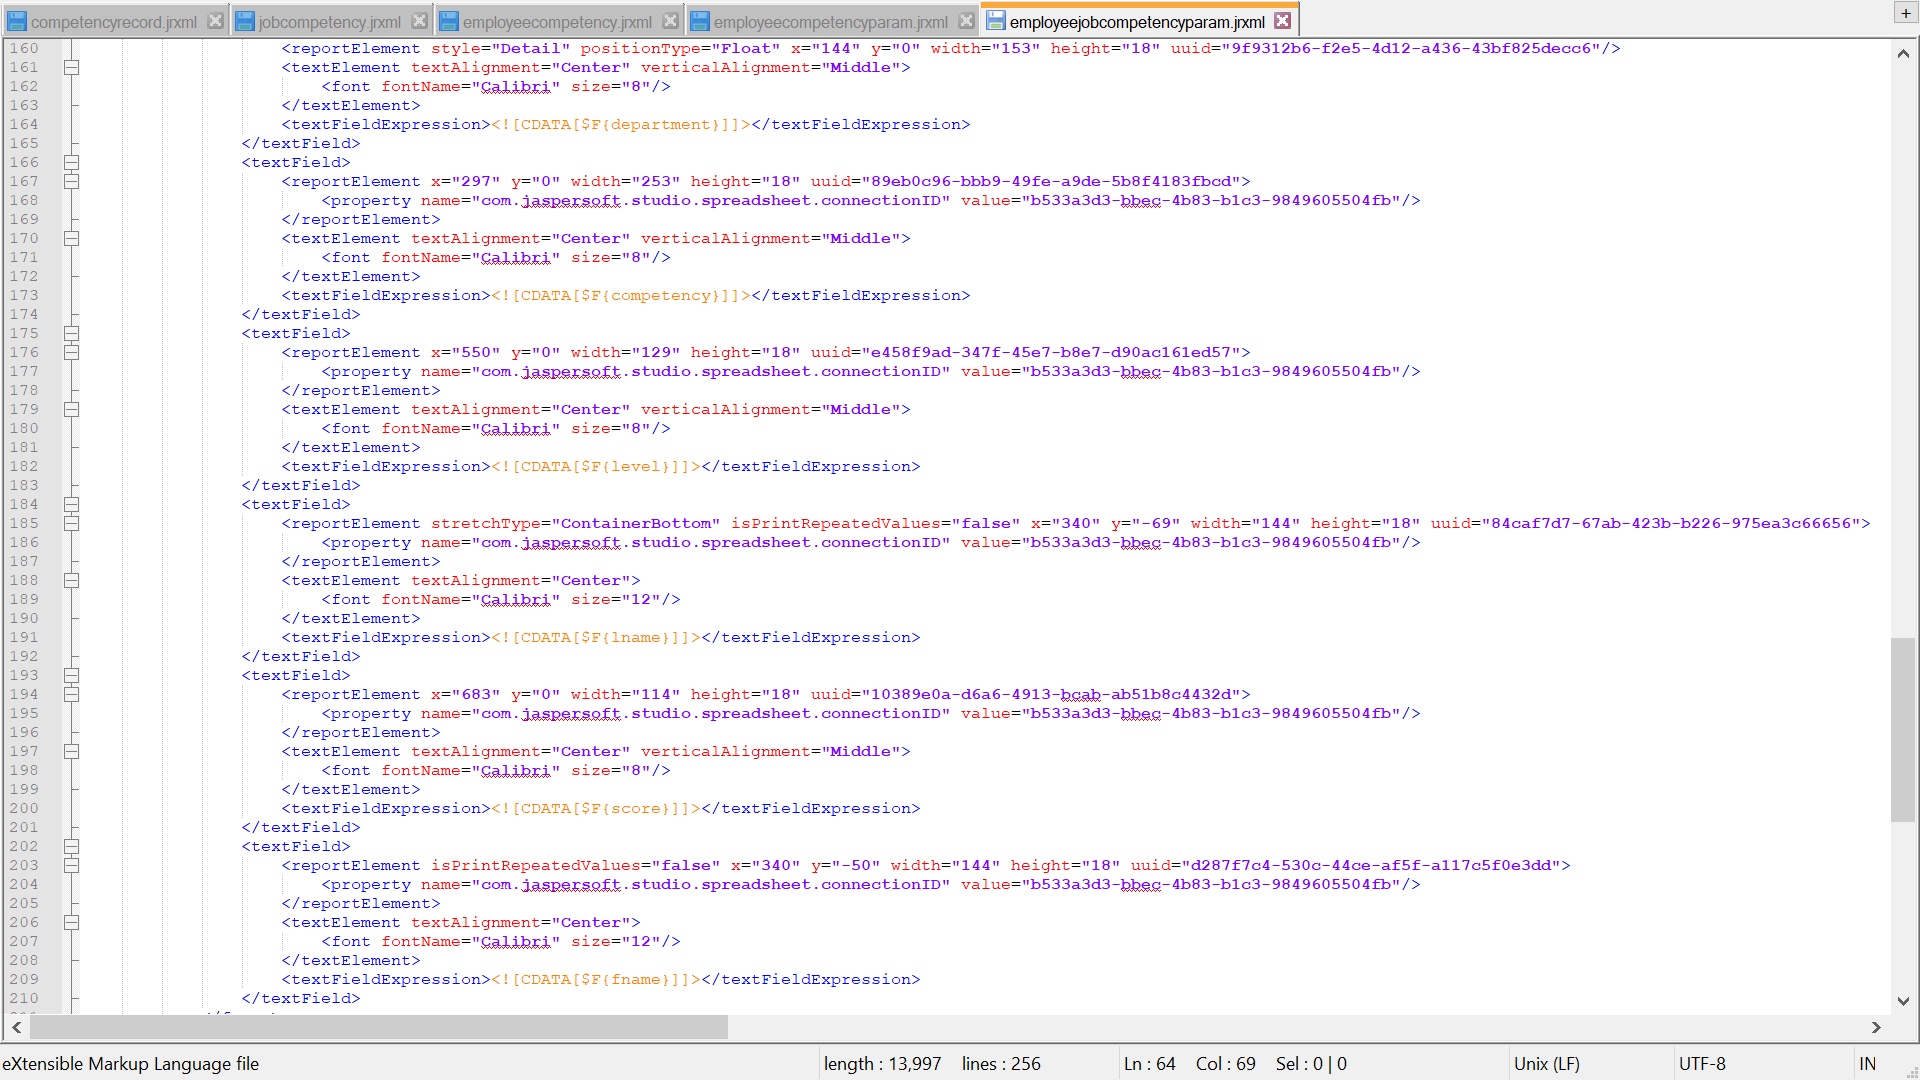 competencyrecord.jrxml jobcompetency.jrxml employeecompetency.jrxml employeecompetencyparam.jrxml employeejobcompetencyparam.jrxml +
160 <reportElement style="Detail" positionType="Float" x="144" y="0" width="153" height="18" uuid="9f9312b6-f2e5-4d12-a436-43bf825decc6"/>
161 <textElement textAlignment="Center" verticalAlignment="Middle">
162 <font fontName="Calibri" size="8"/>
163 </textElement>
164 <textFieldExpression><![CDATA[$F{department}]]></textFieldExpression>
165 </textField>
166 <textField>
167 <reportElement x="297" y="0" width="253" height="18" uuid="89eb0c96-bbb9-49fe-a9de-5b8f4183fbcd">
168 <property name="com.jaspersoft.studio.spreadsheet.connectionID" value="b533a3d3-bbec-4b83-b1c3-9849605504fb"/>
169 </reportElement>
170 <textElement textAlignment="Center" verticalAlignment="Middle">
171 <font fontName="Calibri" size="8"/>
172 </textElement>
173 <textFieldExpression><![CDATA[$F{competency}]]></textFieldExpression>
174 </textField>
175 <textField>
176 <reportElement x="550" y="0" width="129" height="18" uuid="e458f9ad-347f-45e7-b8e7-d90ac161ed57">
177 <property name="com.jaspersoft.studio.spreadsheet.connectionID" value="b533a3d3-bbec-4b83-b1c3-9849605504fb"/>
178 </reportElement>
179 <textElement textAlignment="Center" verticalAlignment="Middle">
180 <font fontName="Calibri" size="8"/>
181 </textElement>
182 <textFieldExpression><![CDATA[$F{level}]]></textFieldExpression>
183 </textField>
184 <textField>
185 <reportElement stretchType="ContainerBottom" isPrintRepeatedValues="false" x="340" y="-69" width="144" height="18" uuid="84caf7d7-67ab-423b-b226-975ea3c66656">
186 <property name="com.jaspersoft.studio.spreadsheet.connectionID" value="b533a3d3-bbec-4b83-b1c3-9849605504fb"/>
187 </reportElement>
188 <textElement textAlignment="Center">
189 <font fontName="Calibri" size="12"/>
190 </textElement>
191 <textFieldExpression><![CDATA[$F{lname}]]></textFieldExpression>
192 </textField>
193 <textField>
194 <reportElement x="683" y="0" width="114" height="18" uuid="10389e0a-d6a6-4913-bcab-ab51b8c4432d">
195 <property name="com.jaspersoft.studio.spreadsheet.connectionID" value="b533a3d3-bbec-4b83-b1c3-9849605504fb"/>
196 </reportElement>
197 <textElement textAlignment="Center" verticalAlignment="Middle">
198 <font fontName="Calibri" size="8"/>
199 </textElement>
200 <textFieldExpression><![CDATA[$F{score}]]></textFieldExpression>
201 </textField>
202 <textField>
203 <reportElement isPrintRepeatedValues="false" x="340" y="-50" width="144" height="18" uuid="d287f7c4-530c-44ce-af5f-a117c5f0e3dd">
204 <property name="com.jaspersoft.studio.spreadsheet.connectionID" value="b533a3d3-bbec-4b83-b1c3-9849605504fb"/>
205 </reportElement>
206 <textElement textAlignment="Center">
207 <font fontName="Calibri" size="12"/>
208 </textElement>
209 <textFieldExpression><![CDATA[$F{fname}]]></textFieldExpression>
210 </textField>
eXtensible Markup Language file length : 13,997 lines : 256 Ln : 64 Col : 69 Sel : 0 | 0 Unix (LF) UTF-8 IN